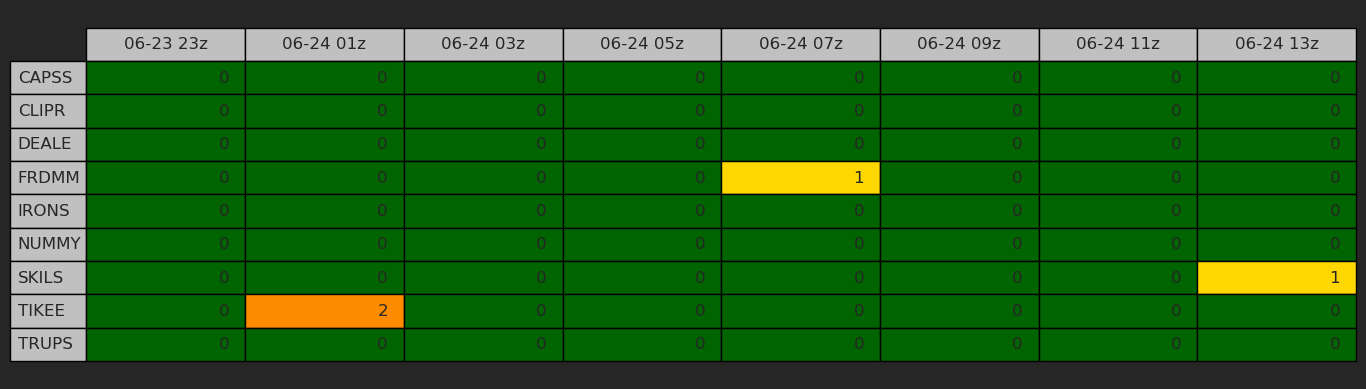 06-23 23z 06-24 01z 06-24 03z 06-24 05z 06-24 07z 06-24 09z 06-24 11z 06-24 13z
CAPSS 0 0 0 0 0 0 0 0
CLIPR 0 0 0 0 0 0 0 0
DEALE 0 0 0 0 0 0 0 0
FRDMM 0 0 0 0 1 0 0 0
IRONS 0 0 0 0 0 0 0 0
NUMMY 0 0 0 0 0 0 0 0
SKILS 0 0 0 0 0 0 0 1
TIKEE 0 2 0 0 0 0 0 0
TRUPS 0 0 0 0 0 0 0 0